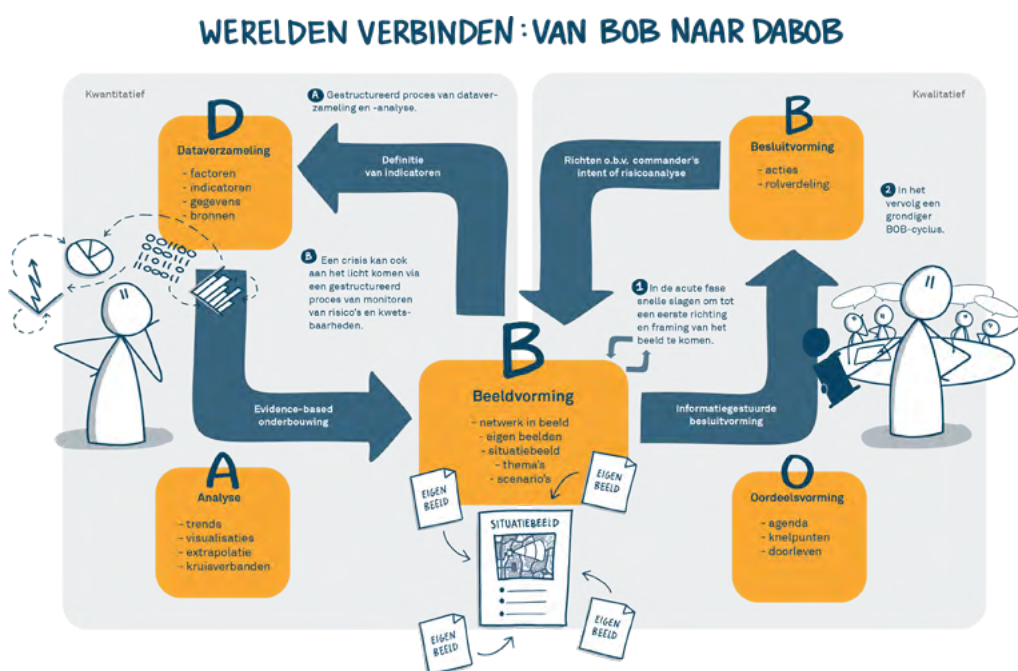 WERELDEN VERBINDEN: VAN BOB NAAR DABOB
Kwantitatief
Kwalitatief
D
Dataverzameling
- factoren
- indicatoren
- gegevens
- bronnen
A Gestructureerd proces van dataver-
zameling en -analyse.
Definitie
van indicatoren
Richten o.b.v. commander's
intent of risicoanalyse
B
Besluitvorming
- acties
- rolverdeling
2 In het
vervolg een
grondiger
BOB-cyclus.
B Een crisis kan ook
aan het licht komen via
een gestructureerd
proces van monitoren
van risico's en kwets-
baarheden.
1 In de acute fase
snelle slagen om tot
een eerste richting
en framing van het
beeld te komen.
B
Beeldvorming
- netwerk in beeld
- eigen beelden
- situatiebeeld
- thema's
- scenario's
Evidence-based
onderbouwing
Informatiegestuurde
besluitvorming
A
Analyse
- trends
- visualisaties
- extrapolatie
- kruisverbanden
O
Oordeelsvorming
- agenda
- knelpunten
- doorleven
EIGEN
BEELD
EIGEN
BEELD
SITUATIEBEELD
EIGEN
BEELD
EIGEN
BEELD